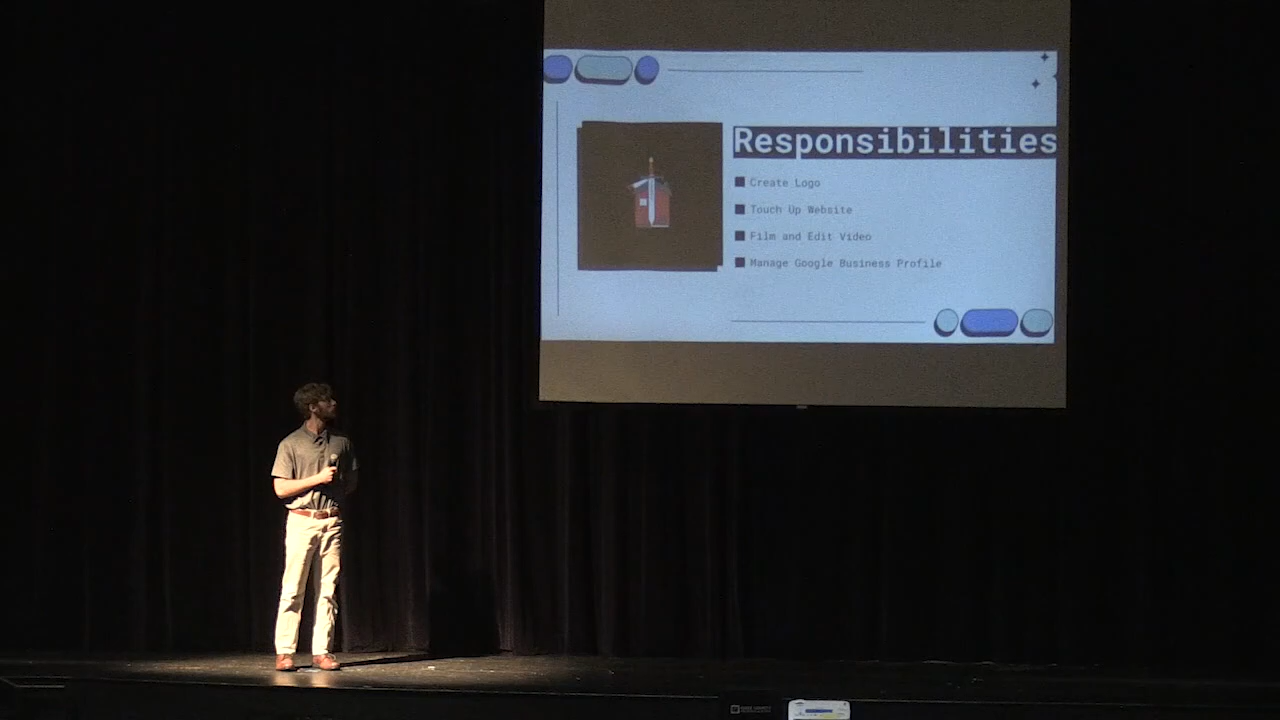 Responsibilities
Create Logo
Touch Up Website
Film and Edit Video
Manage Google Business Profile